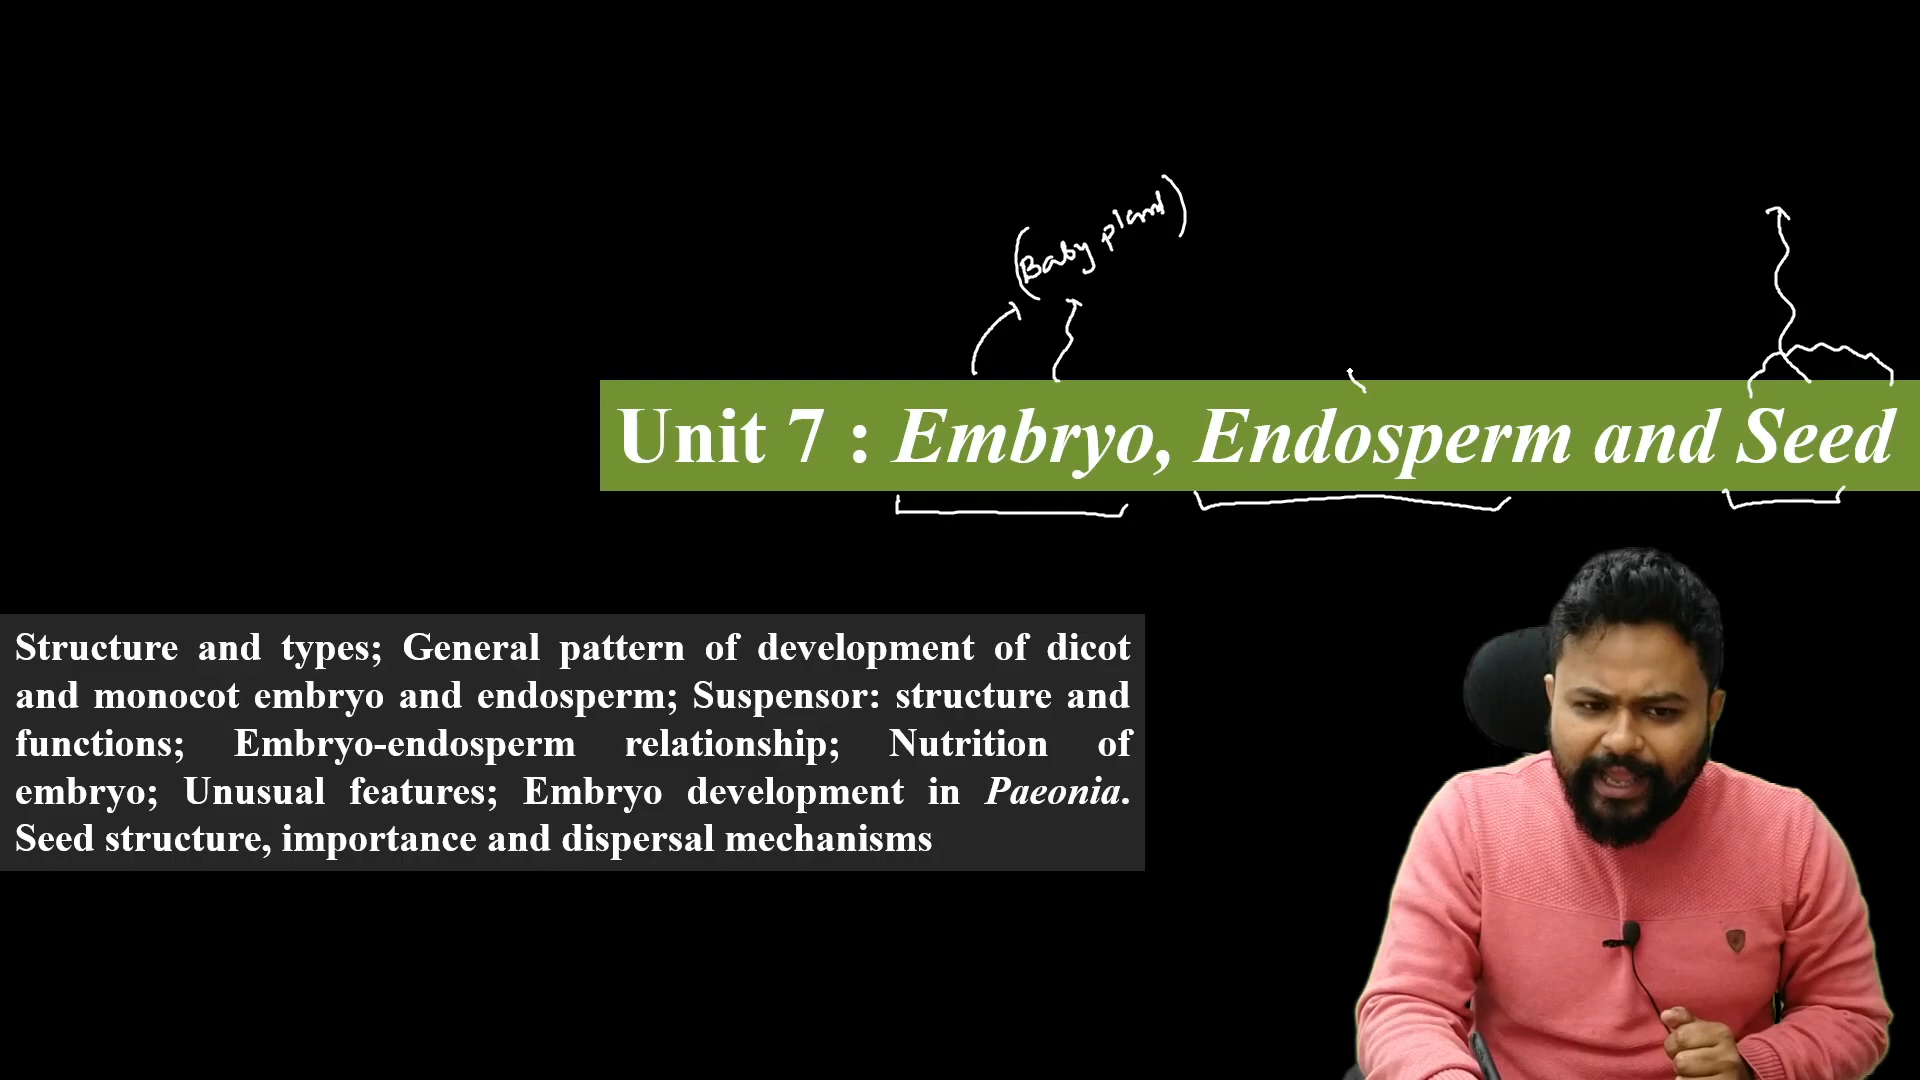 (Baby plant)
Unit 7 : Embryo, Endosperm and Seed
Structure and types; General pattern of development of dicot
and monocot embryo and endosperm; Suspensor: structure and
functions; Embryo-endosperm relationship; Nutrition of
embryo; Unusual features; Embryo development in Paeonia.
Seed structure, importance and dispersal mechanisms